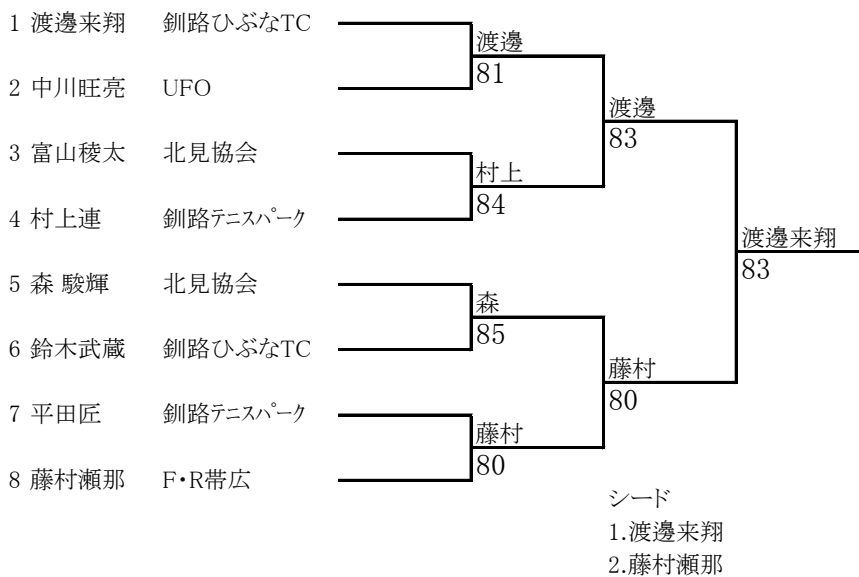 1 渡邊来翔 釧路ひぶなTC
渡邊
81
2 中川旺亮 UFO
渡邊
83
3 富山稜太 北見協会
村上
84
4 村上連 釧路ﾃﾆｽﾊﾟｰｸ
渡邊来翔
83
5 森 駿輝 北見協会
森
85
6 鈴木武蔵 釧路ひぶなTC
藤村
80
7 平田匠 釧路ﾃﾆｽﾊﾟｰｸ
藤村
80
8 藤村瀬那 F・R帯広
シード
1.渡邊来翔
2.藤村瀬那